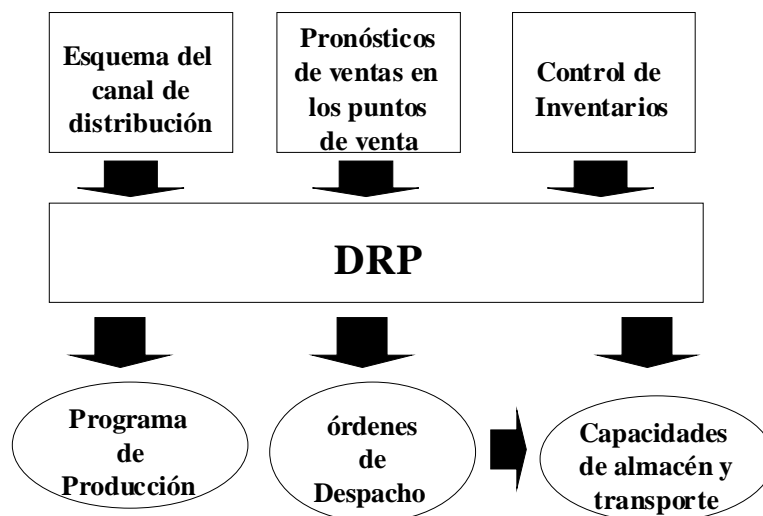 Esquema del
canal de
distribución
Pronósticos
de ventas en
los puntos
de venta
Control de
Inventarios
DRP
Programa
de
Producción
órdenes
de
Despacho
Capacidades
de almacén y
transporte